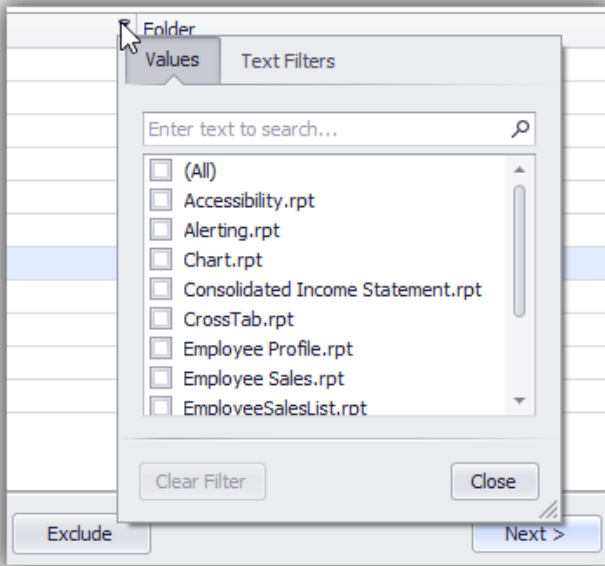 Folder
Values
Text Filters
Enter text to search...
(All)
Accessibility.rpt
Alerting.rpt
Chart.rpt
Consolidated Income Statement.rpt
CrossTab.rpt
Employee Profile.rpt
Employee Sales.rpt
EmployeeSalesList.rpt
Clear Filter
Close
Exclude
Next >